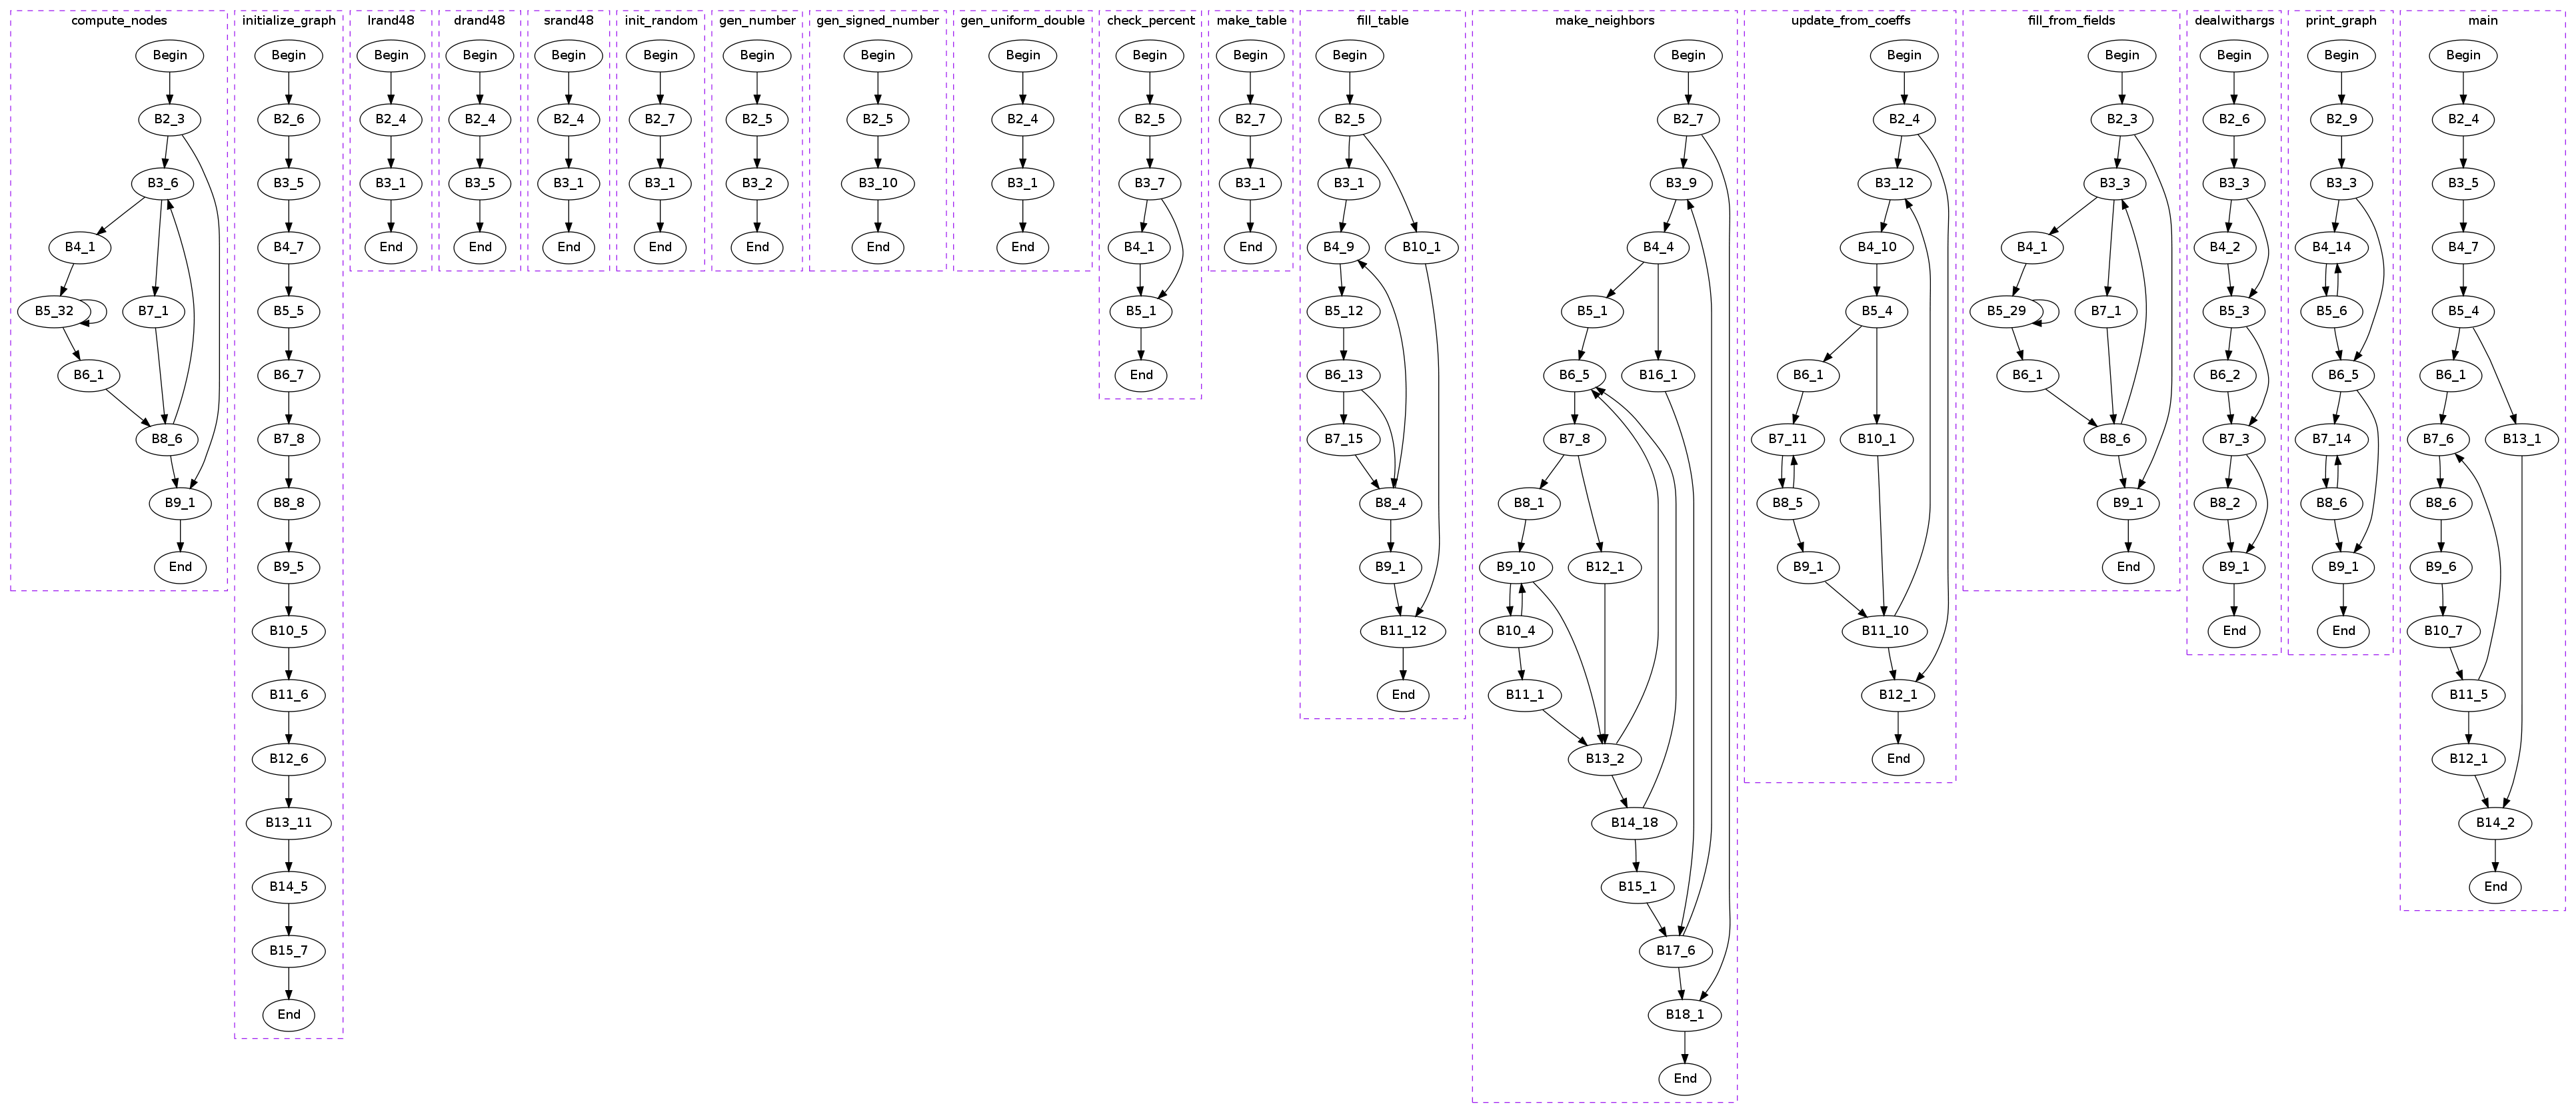 compute_nodes
Begin
B2_3
B3_6
B4_1
B5_32
B7_1
B6_1
B8_6
B9_1
End
initialize_graph
Begin
B2_6
B3_5
B4_7
B5_5
B6_7
B7_8
B8_8
B9_5
B10_5
B11_6
B12_6
B13_11
B14_5
B15_7
End
lrand48
Begin
B2_4
B3_1
End
drand48
Begin
B2_4
B3_5
End
srand48
Begin
B2_4
B3_1
End
init_random
Begin
B2_7
B3_1
End
gen_number
Begin
B2_5
B3_2
End
gen_signed_number
Begin
B2_5
B3_10
End
gen_uniform_double
Begin
B2_4
B3_1
End
check_percent
Begin
B2_5
B3_7
B4_1
B5_1
End
make_table
Begin
B2_7
B3_1
End
fill_table
Begin
B2_5
B3_1
B4_9
B10_1
B5_12
B6_13
B7_15
B8_4
B9_1
B11_12
End
make_neighbors
Begin
B2_7
B3_9
B4_4
B5_1
B6_5
B16_1
B7_8
B8_1
B9_10
B12_1
B10_4
B11_1
B13_2
B14_18
B15_1
B17_6
B18_1
End
update_from_coeffs
Begin
B2_4
B3_12
B4_10
B5_4
B6_1
B7_11
B10_1
B8_5
B9_1
B11_10
B12_1
End
fill_from_fields
Begin
B2_3
B3_3
B4_1
B5_29
B7_1
B6_1
B8_6
B9_1
End
dealwithargs
Begin
B2_6
B3_3
B4_2
B5_3
B6_2
B7_3
B8_2
B9_1
End
print_graph
Begin
B2_9
B3_3
B4_14
B5_6
B6_5
B7_14
B8_6
B9_1
End
main
Begin
B2_4
B3_5
B4_7
B5_4
B6_1
B7_6
B13_1
B8_6
B9_6
B10_7
B11_5
B12_1
B14_2
End